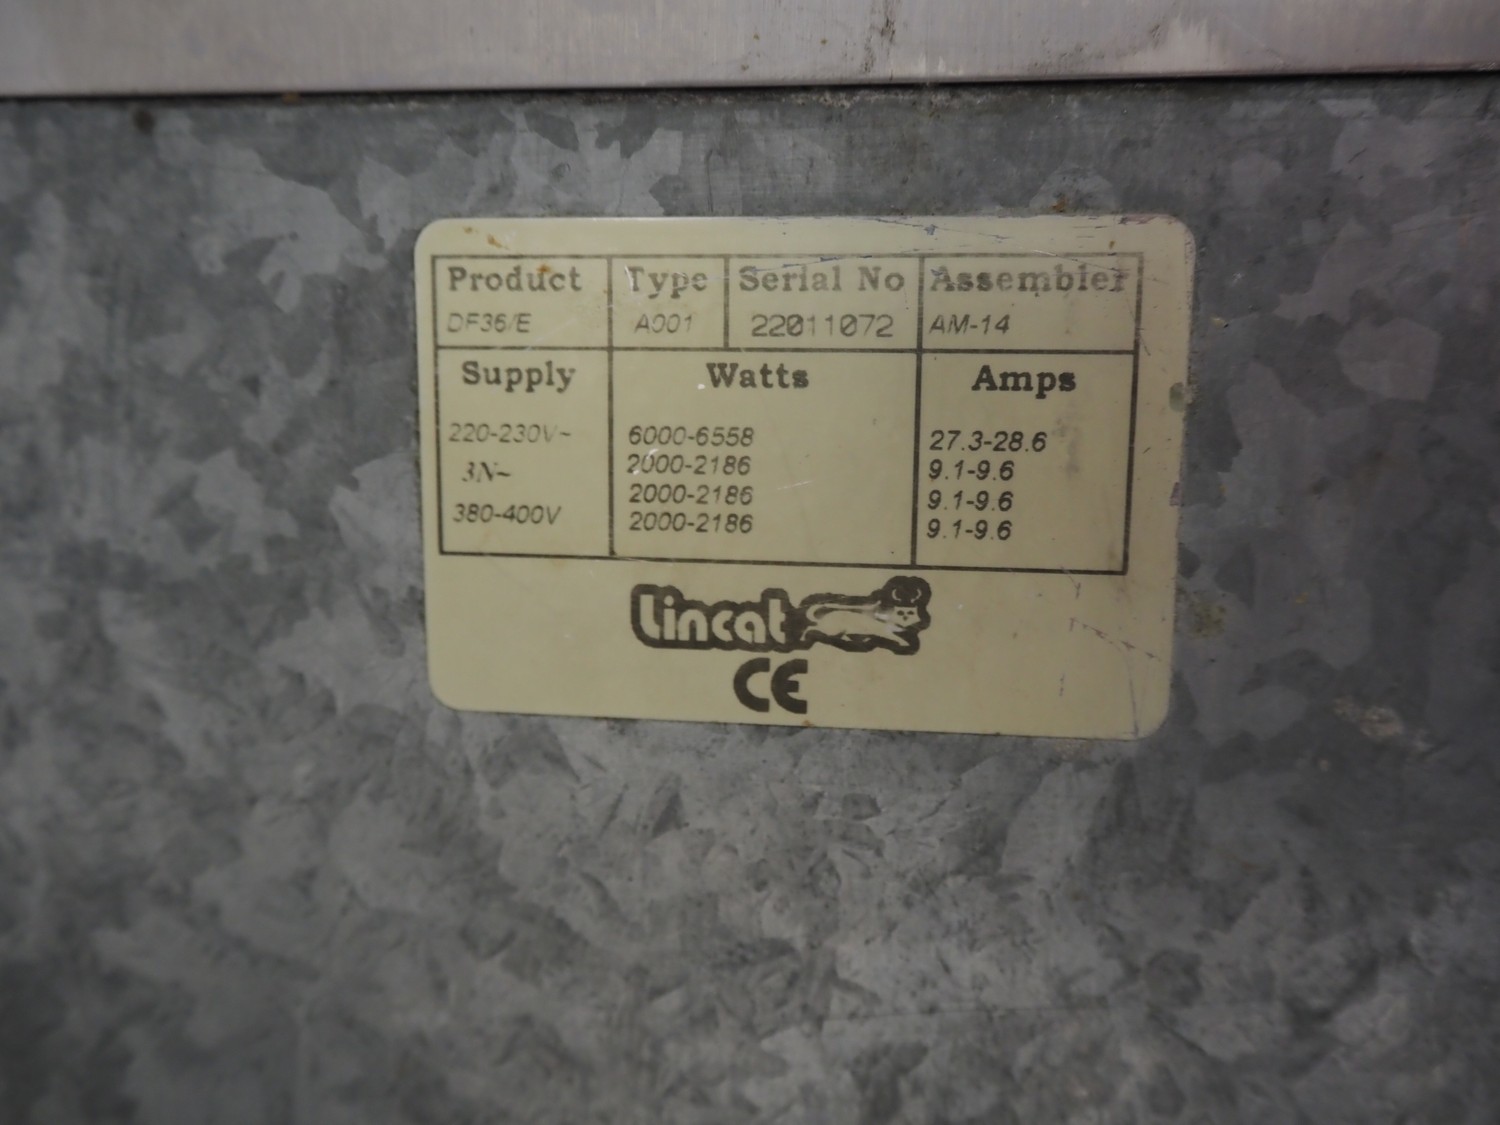 Product Type Serial No Assembler
DF36/E A001 22011072 AM-14
Supply Watts Amps
220-230V~ 6000-6558 27.3-28.6
3N~ 2000-2186 9.1-9.6
2000-2186 9.1-9.6
380-400V 2000-2186 9.1-9.6
Lincat
CE